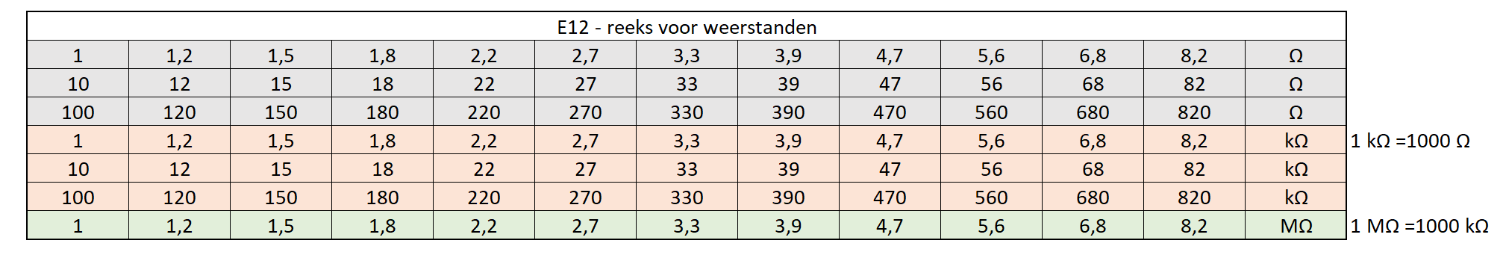 E12 - reeks voor weerstanden
1 1,2 1,5 1,8 2,2 2,7 3,3 3,9 4,7 5,6 6,8 8,2 Ω
10 12 15 18 22 27 33 39 47 56 68 82 Ω
100 120 150 180 220 270 330 390 470 560 680 820 Ω
1 1,2 1,5 1,8 2,2 2,7 3,3 3,9 4,7 5,6 6,8 8,2 kΩ 1 kΩ =1000 Ω
10 12 15 18 22 27 33 39 47 56 68 82 kΩ
100 120 150 180 220 270 330 390 470 560 680 820 kΩ
1 1,2 1,5 1,8 2,2 2,7 3,3 3,9 4,7 5,6 6,8 8,2 MΩ 1 MΩ =1000 kΩ